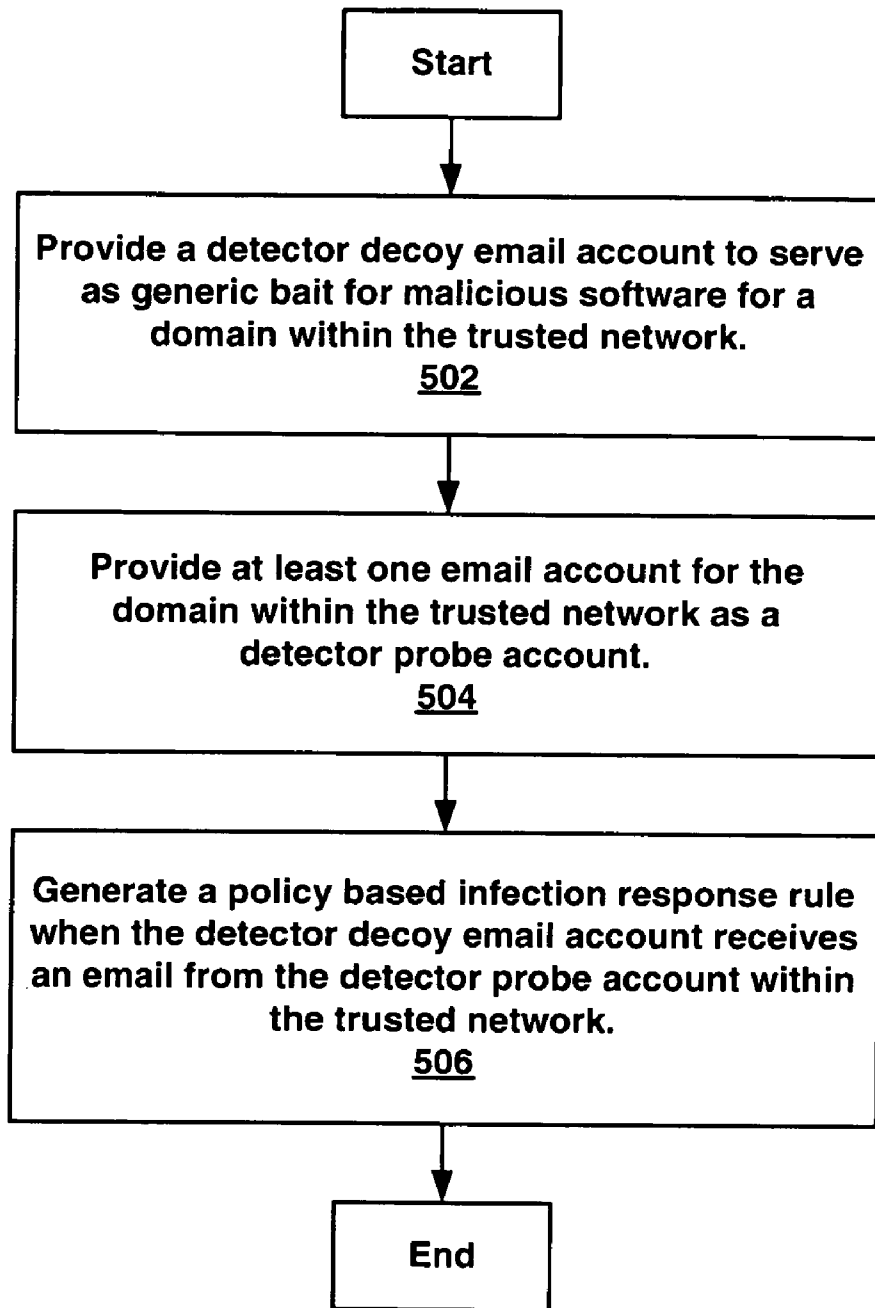 Start
Provide a detector decoy email account to serve
as generic bait for malicious software for a
domain within the trusted network.
502
Provide at least one email account for the
domain within the trusted network as a
detector probe account.
504
Generate a policy based infection response rule
when the detector decoy email account receives
an email from the detector probe account within
the trusted network.
506
End